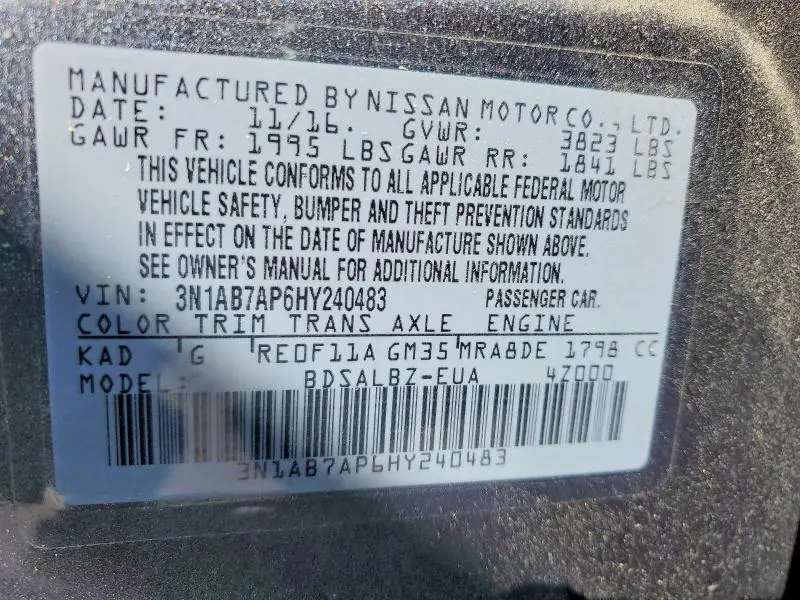 MANUFACTURED BY NISSAN MOTOR CO., LTD.
DATE: 11/16. GVWR: 3823 LBS
GAWR FR: 1995 LBS GAWR RR: 1841 LBS
THIS VEHICLE CONFORMS TO ALL APPLICABLE FEDERAL MOTOR
VEHICLE SAFETY, BUMPER AND THEFT PREVENTION STANDARDS
IN EFFECT ON THE DATE OF MANUFACTURE SHOWN ABOVE.
SEE OWNER'S MANUAL FOR ADDITIONAL INFORMATION.
VIN: 3N1AB7AP6HY240483 PASSENGER CAR.
COLOR TRIM TRANS AXLE ENGINE
KAD G RE0F11A GM35 MRA8DE 1798 CC
MODEL: BDSALBZ-EUA 4Z000
3N1AB7AP6HY240483